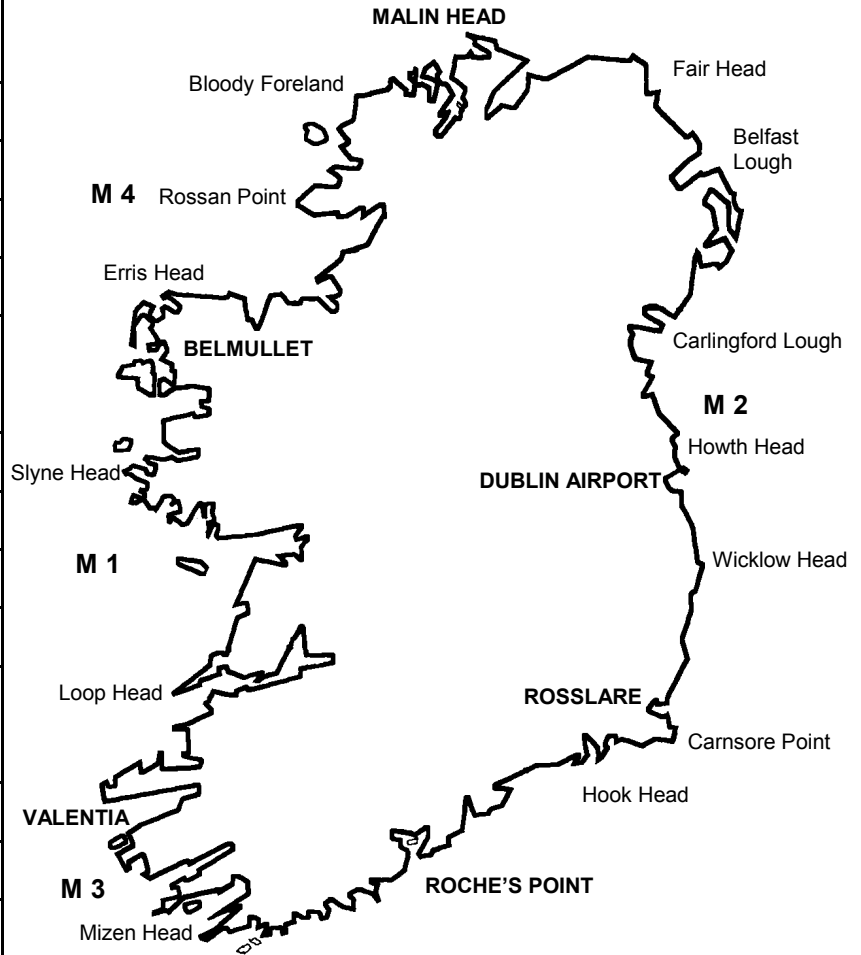 MALIN HEAD
Bloody Foreland
Fair Head
Belfast
Lough
M 4
Rossan Point
Erris Head
BELMULLET
Carlingford Lough
M 2
Howth Head
Slyne Head
DUBLIN AIRPORT
M 1
Wicklow Head
Loop Head
ROSSLARE
Carnsore Point
Hook Head
VALENTIA
M 3
ROCHE'S POINT
Mizen Head